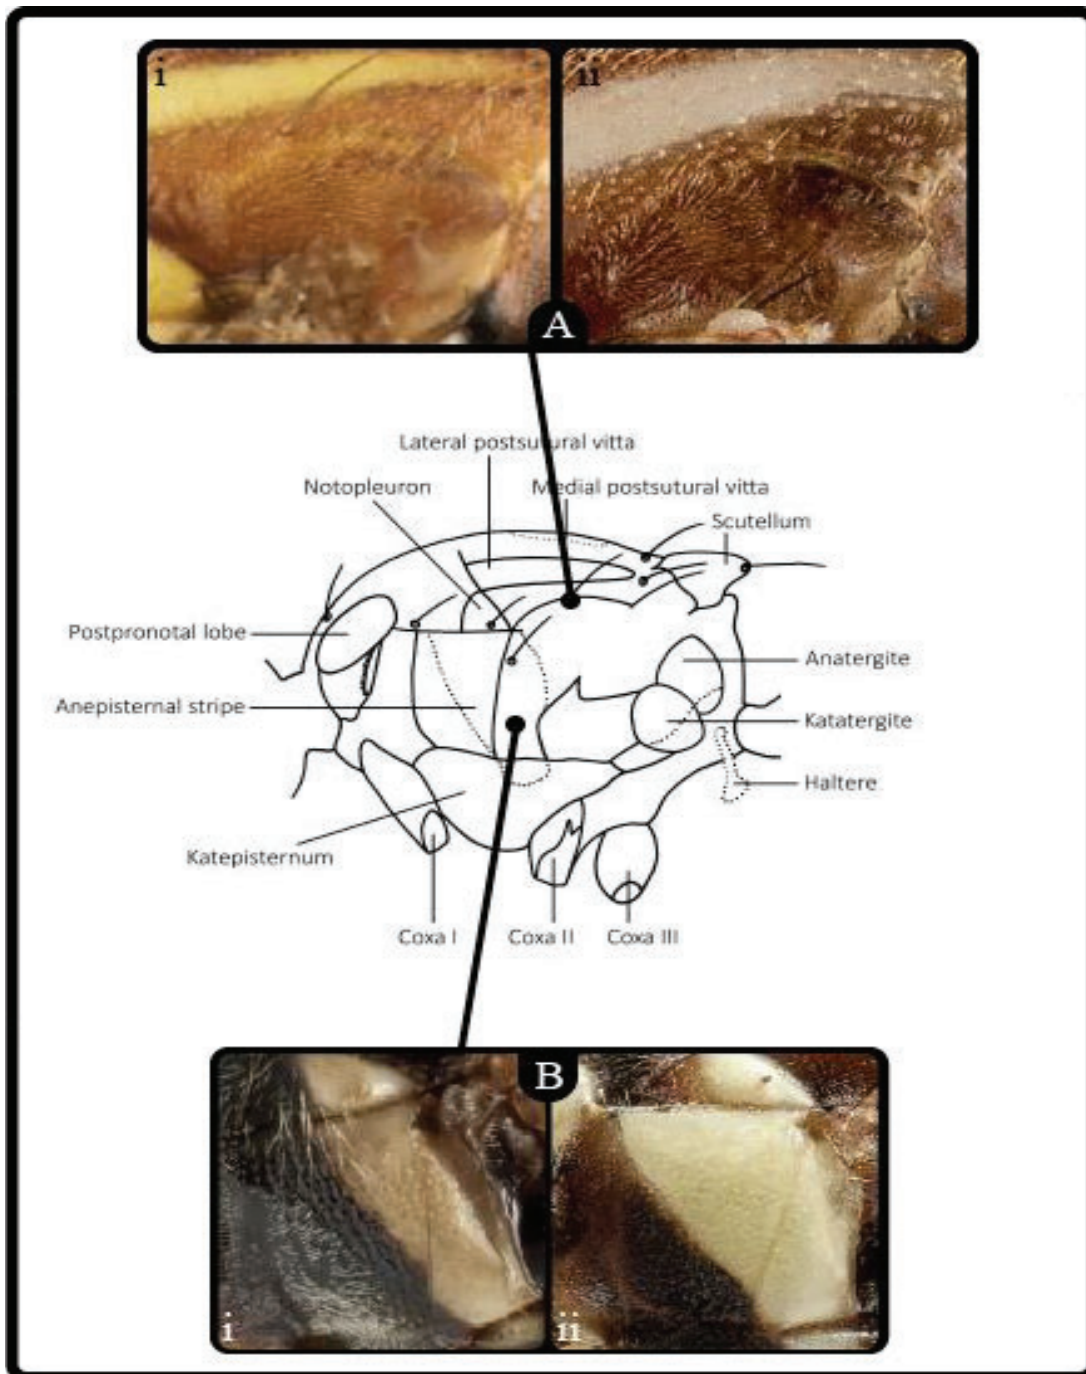 i
ii
A
Lateral postsutural vitta
Notopleuron
Medial postsutural vitta
Scutellum
Postpronotal lobe
Anatergite
Anepisternal stripe
Katatergite
Haltere
Katepisternum
Coxa I
Coxa II
Coxa III
B
i
ii